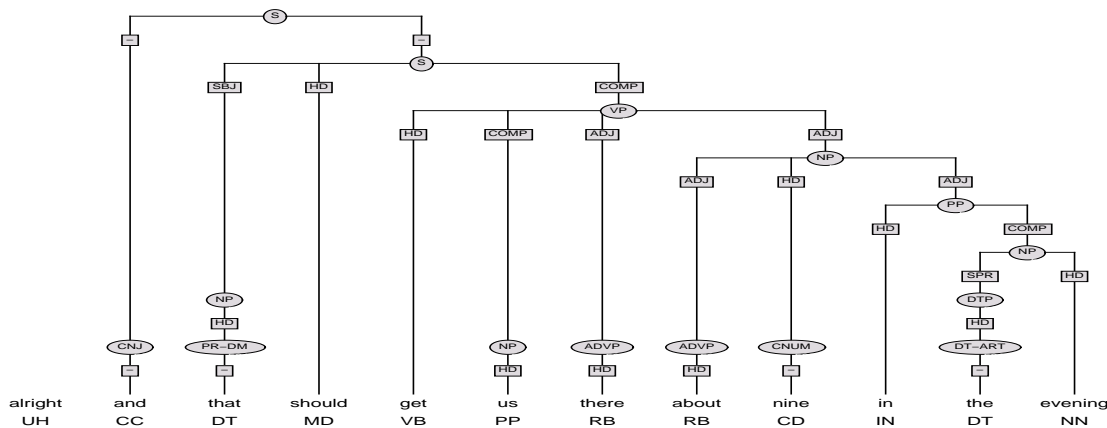 S
– –
S
SBJ HD COMP
VP
HD COMP ADJ ADJ
NP
ADJ HD ADJ
PP
HD COMP
NP
SPR HD
NP DTP
HD HD
CNJ PR–DM NP ADVP ADVP CNUM DT–ART
– – HD HD HD – –
alright and that should get us there about nine in the evening
UH CC DT MD VB PP RB RB CD IN DT NN